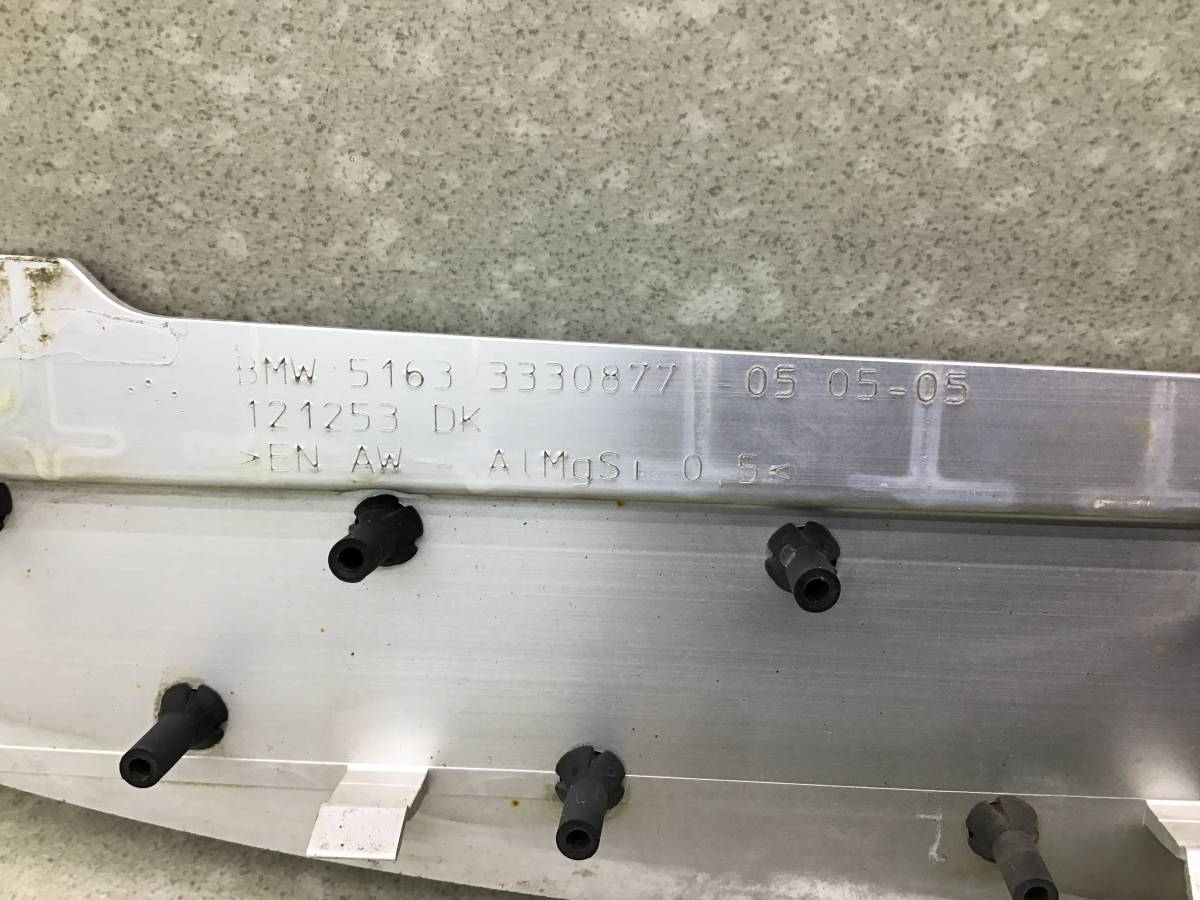 BMW 5163 3330877 -05 05-05
121253 DK
>EN AW - AlMgSi 0,5<